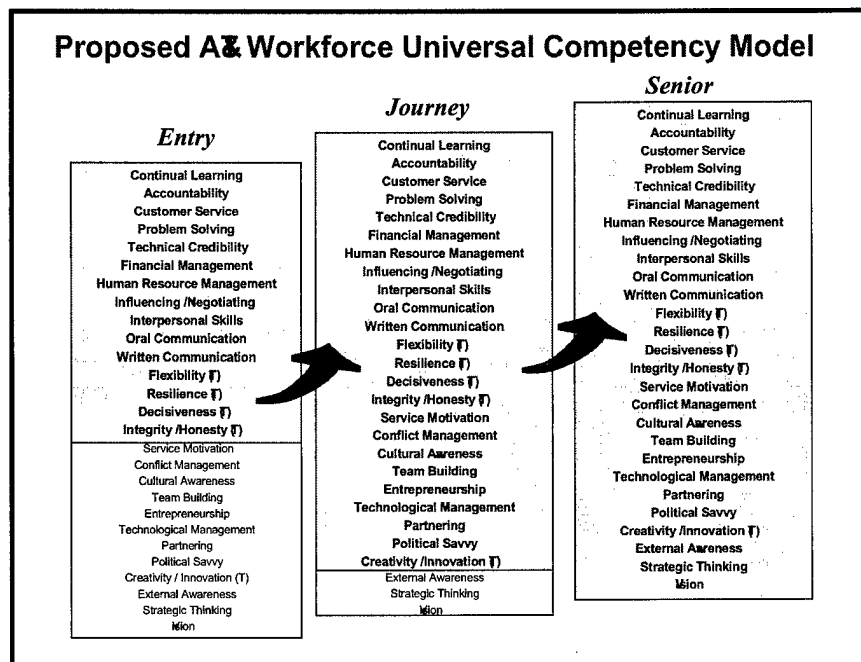 Proposed AT&L Workforce Universal Competency Model
Entry
Continual Learning
Accountability
Customer Service
Problem Solving
Technical Credibility
Financial Management
Human Resource Management
Influencing /Negotiating
Interpersonal Skills
Oral Communication
Written Communication
Flexibility (T)
Resilience (T)
Decisiveness (T)
Integrity /Honesty (T)
Service Motivation
Conflict Management
Cultural Awareness
Team Building
Entrepreneurship
Technological Management
Partnering
Political Savvy
Creativity / Innovation (T)
External Awareness
Strategic Thinking
Vision
Journey
Continual Learning
Accountability
Customer Service
Problem Solving
Technical Credibility
Financial Management
Human Resource Management
Influencing /Negotiating
Interpersonal Skills
Oral Communication
Written Communication
Flexibility (T)
Resilience (T)
Decisiveness (T)
Integrity /Honesty (T)
Service Motivation
Conflict Management
Cultural Awareness
Team Building
Entrepreneurship
Technological Management
Partnering
Political Savvy
Creativity /Innovation (T)
External Awareness
Strategic Thinking
Vision
Senior
Continual Learning
Accountability
Customer Service
Problem Solving
Technical Credibility
Financial Management
Human Resource Management
Influencing /Negotiating
Interpersonal Skills
Oral Communication
Written Communication
Flexibility (T)
Resilience (T)
Decisiveness (T)
Integrity /Honesty (T)
Service Motivation
Conflict Management
Cultural Awareness
Team Building
Entrepreneurship
Technological Management
Partnering
Political Savvy
Creativity /Innovation (T)
External Awareness
Strategic Thinking
Vision